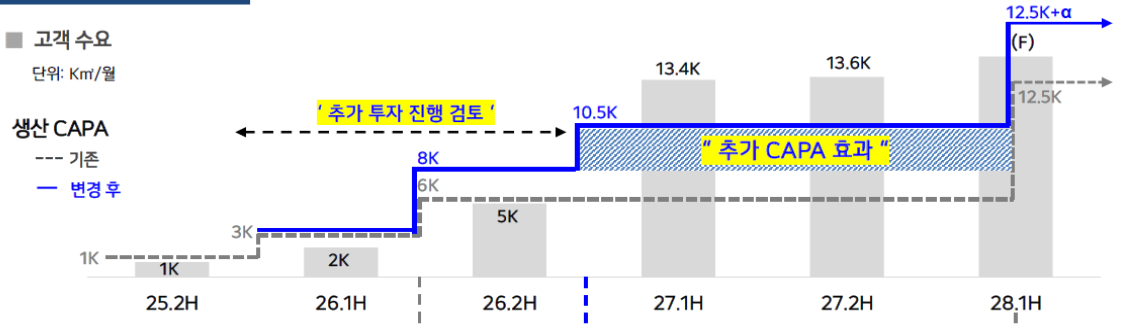 12.5K+α
고객 수요
(F)
단위: K㎡/월
13.4K
13.6K
12.5K
‘ 추가 투자 진행 검토 ‘
10.5K
생산 CAPA
“ 추가 CAPA 효과 “
--- 기존
8K
— 변경 후
6K
5K
3K
1K
2K
1K
25.2H
26.1H
26.2H
27.1H
27.2H
28.1H